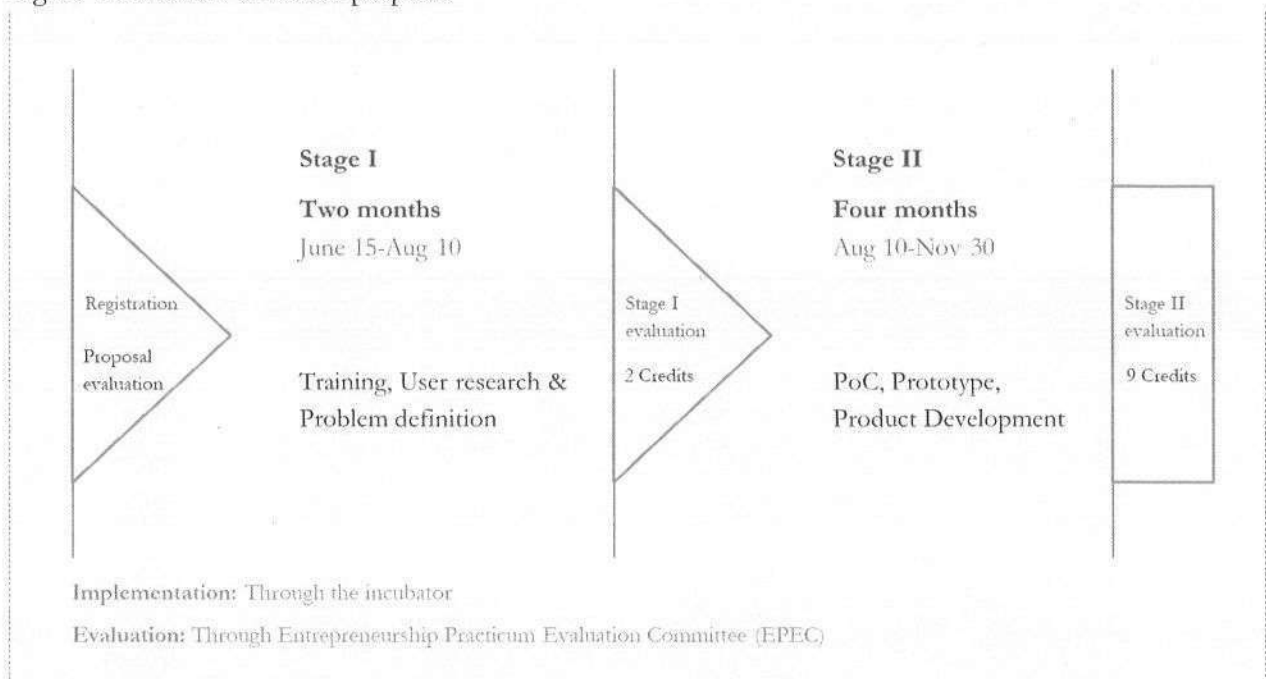 Stage I
Two months
June 15-Aug 10
Training, User research &
Problem definition
Stage II
Four months
Aug 10-Nov 30
PoC, Prototype,
Product Development
Registration
Proposal
evaluation
Stage I
evaluation
2 Credits
Stage II
evaluation
9 Credits
Implementation: Through the incubator
Evaluation: Through Entrepreneurship Practicum Evaluation Committee (EPEC)